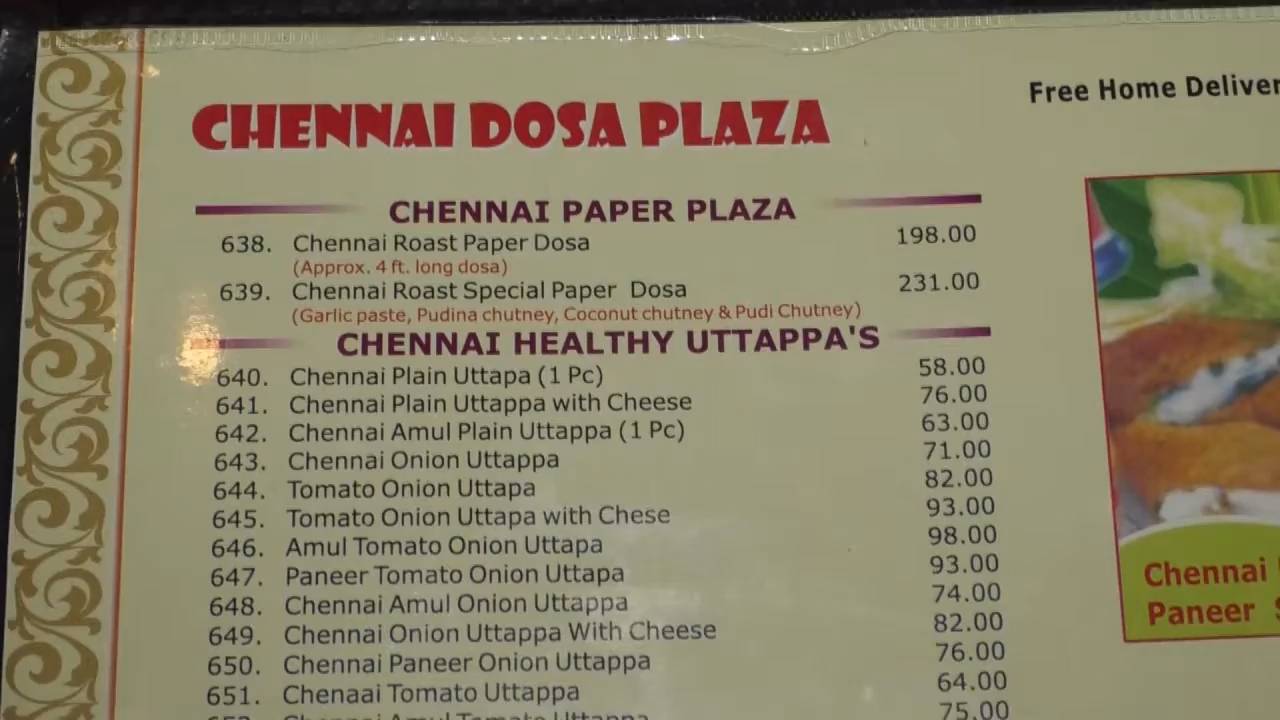 Free Home Deliver
CHENNAI DOSA PLAZA
CHENNAI PAPER PLAZA
638. Chennai Roast Paper Dosa 198.00
(Approx. 4 ft. long dosa)
639. Chennai Roast Special Paper Dosa 231.00
(Garlic paste, Pudina chutney, Coconut chutney & Pudi Chutney)
CHENNAI HEALTHY UTTAPPA'S
640. Chennai Plain Uttapa (1 Pc) 58.00
641. Chennai Plain Uttappa with Cheese 76.00
642. Chennai Amul Plain Uttappa (1 Pc) 63.00
643. Chennai Onion Uttappa 71.00
644. Tomato Onion Uttapa 82.00
645. Tomato Onion Uttapa with Chese 93.00
646. Amul Tomato Onion Uttapa 98.00
647. Paneer Tomato Onion Uttapa 93.00
648. Chennai Amul Onion Uttappa 74.00
649. Chennai Onion Uttappa With Cheese 82.00
650. Chennai Paneer Onion Uttappa 76.00
651. Chenaai Tomato Uttappa 64.00
Chennai Amul Tomato Uttappa 75.00
Chennai
Paneer